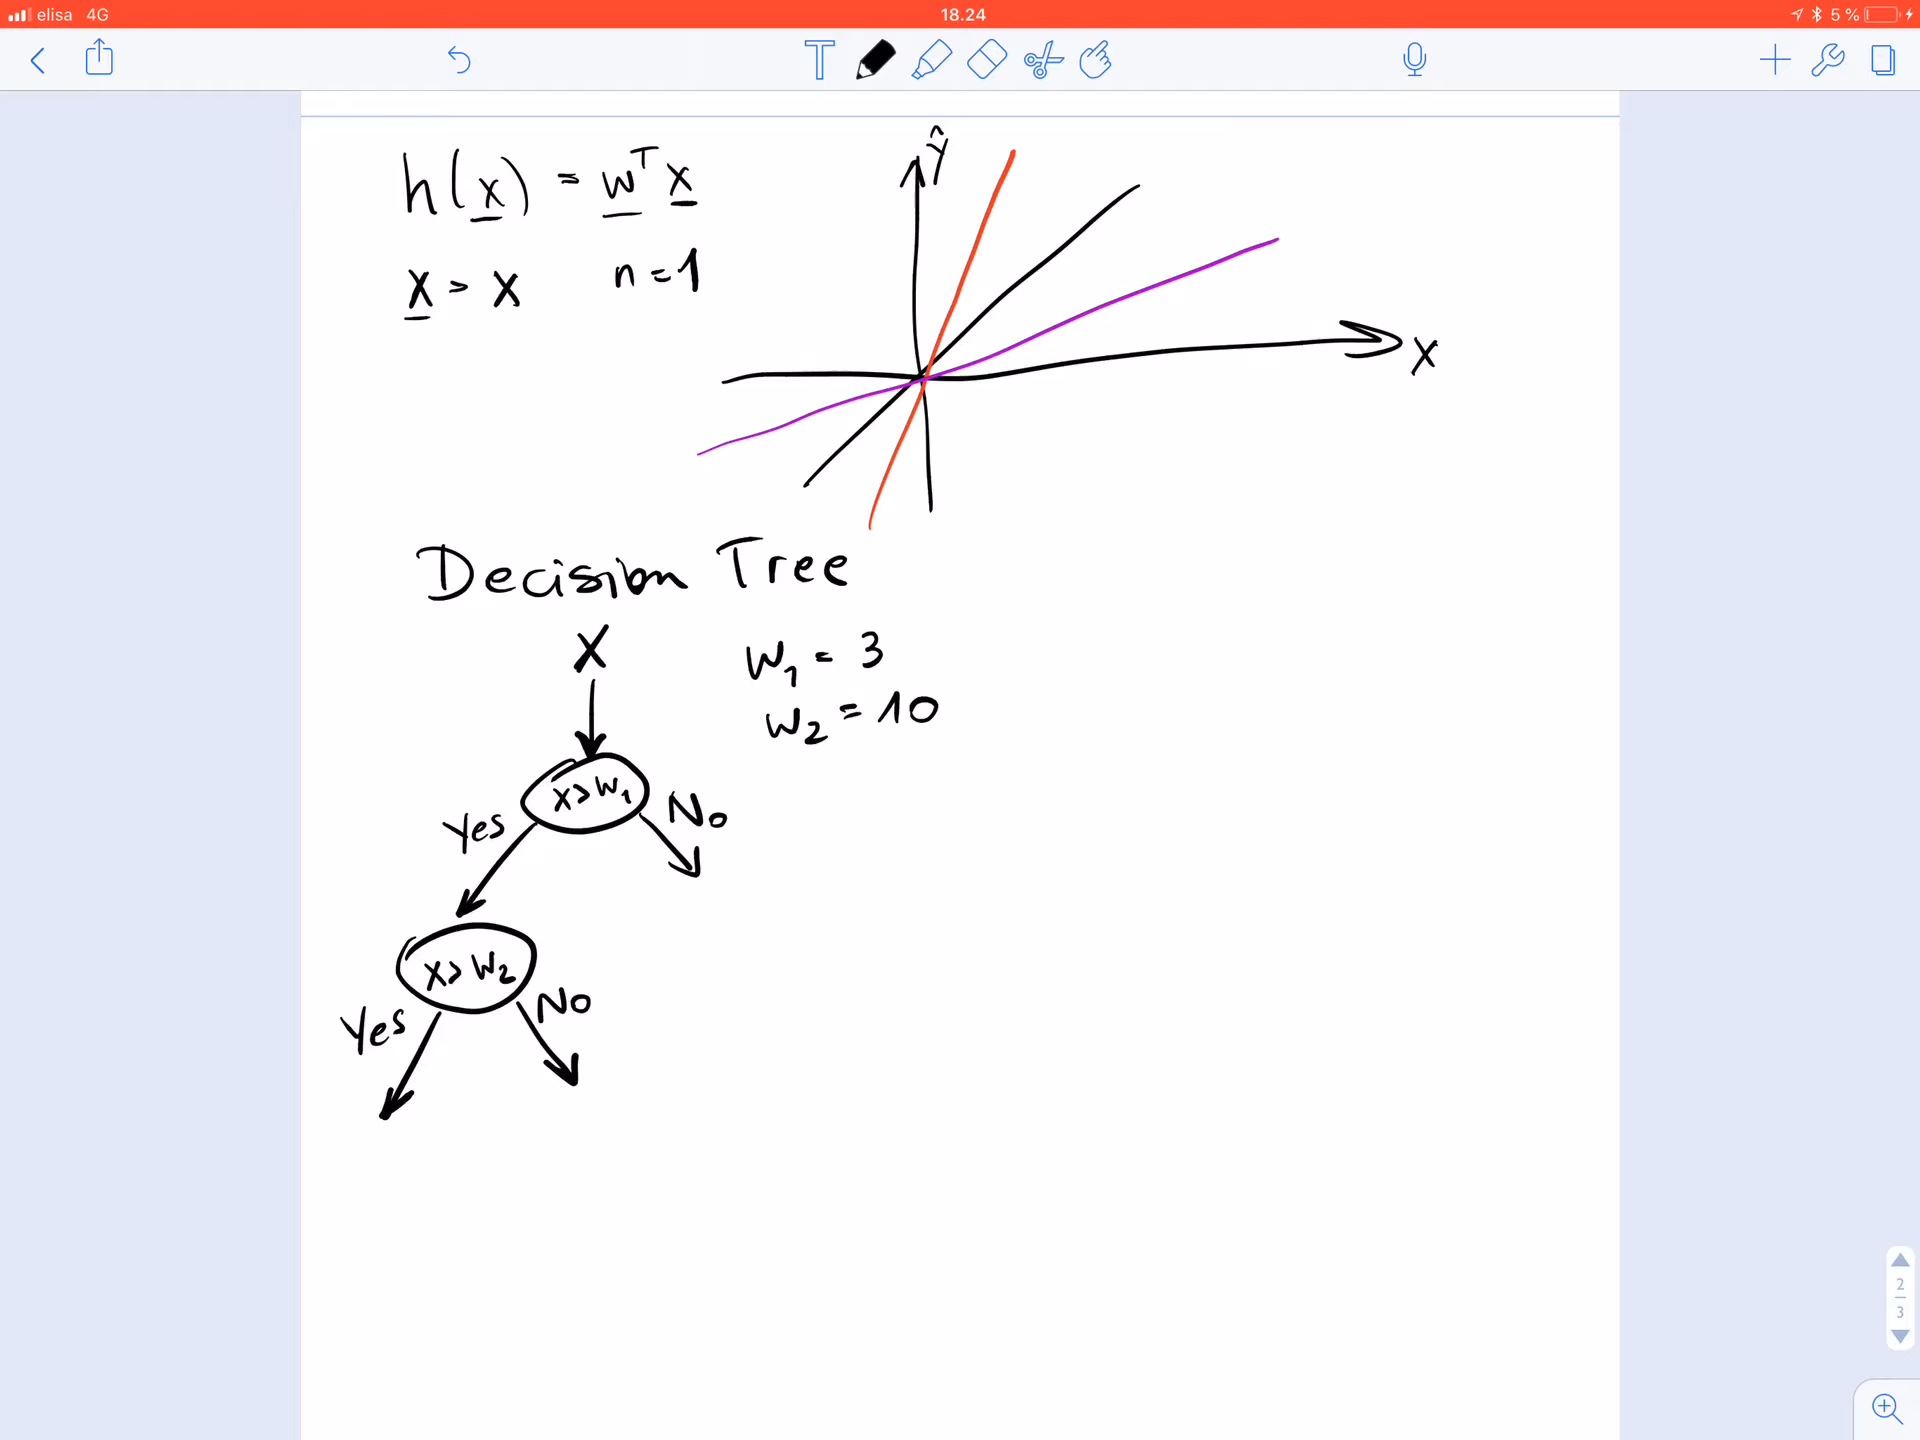 elisa 4G 18.24 5 %
T
h(x) = wᵀx
x = x n=1
ŷ
x
Decision Tree
x
w₁ = 3
w₂ = 10
x>w₁
Yes No
x>w₂
Yes No
2
3